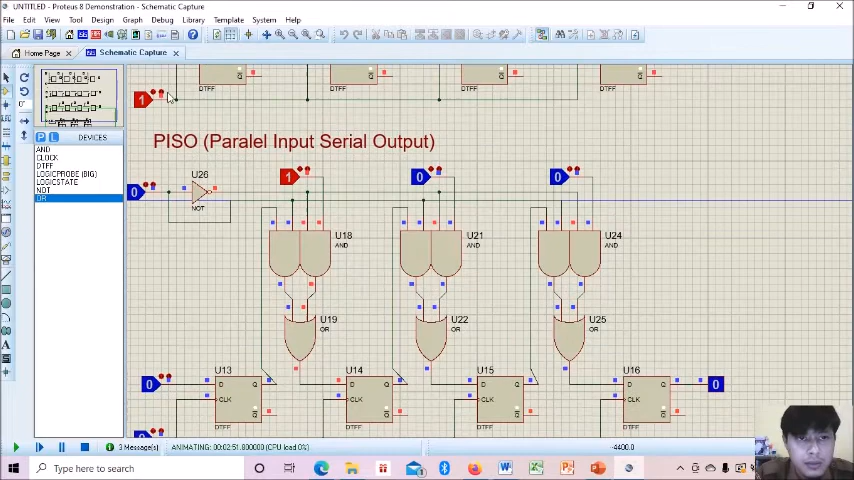 UNTITLED - Proteus 8 Demonstration - Schematic Capture
File Edit View Tool Design Graph Debug Library Template System Help
Home Page Schematic Capture
P L DEVICES
AND
CLOCK
DTFF
LOGICPROBE (BIG)
LOGICSTATE
NOT
OR
0°
Q Q Q Q
DTFF DTFF DTFF DTFF
1
PISO (Paralel Input Serial Output)
U26 1 0 0
0
NOT
U18 U21 U24
AND AND AND
U19 U22 U25
OR OR OR
U13 U14 U15 U16
0 D Q D Q D Q D Q 0
CLK CLK CLK CLK
Q Q Q Q
DTFF DTFF DTFF DTFF
3 Message(s) ANIMATING: 00:02:51.800000 (CPU load 0%) -4400.0
Type here to search